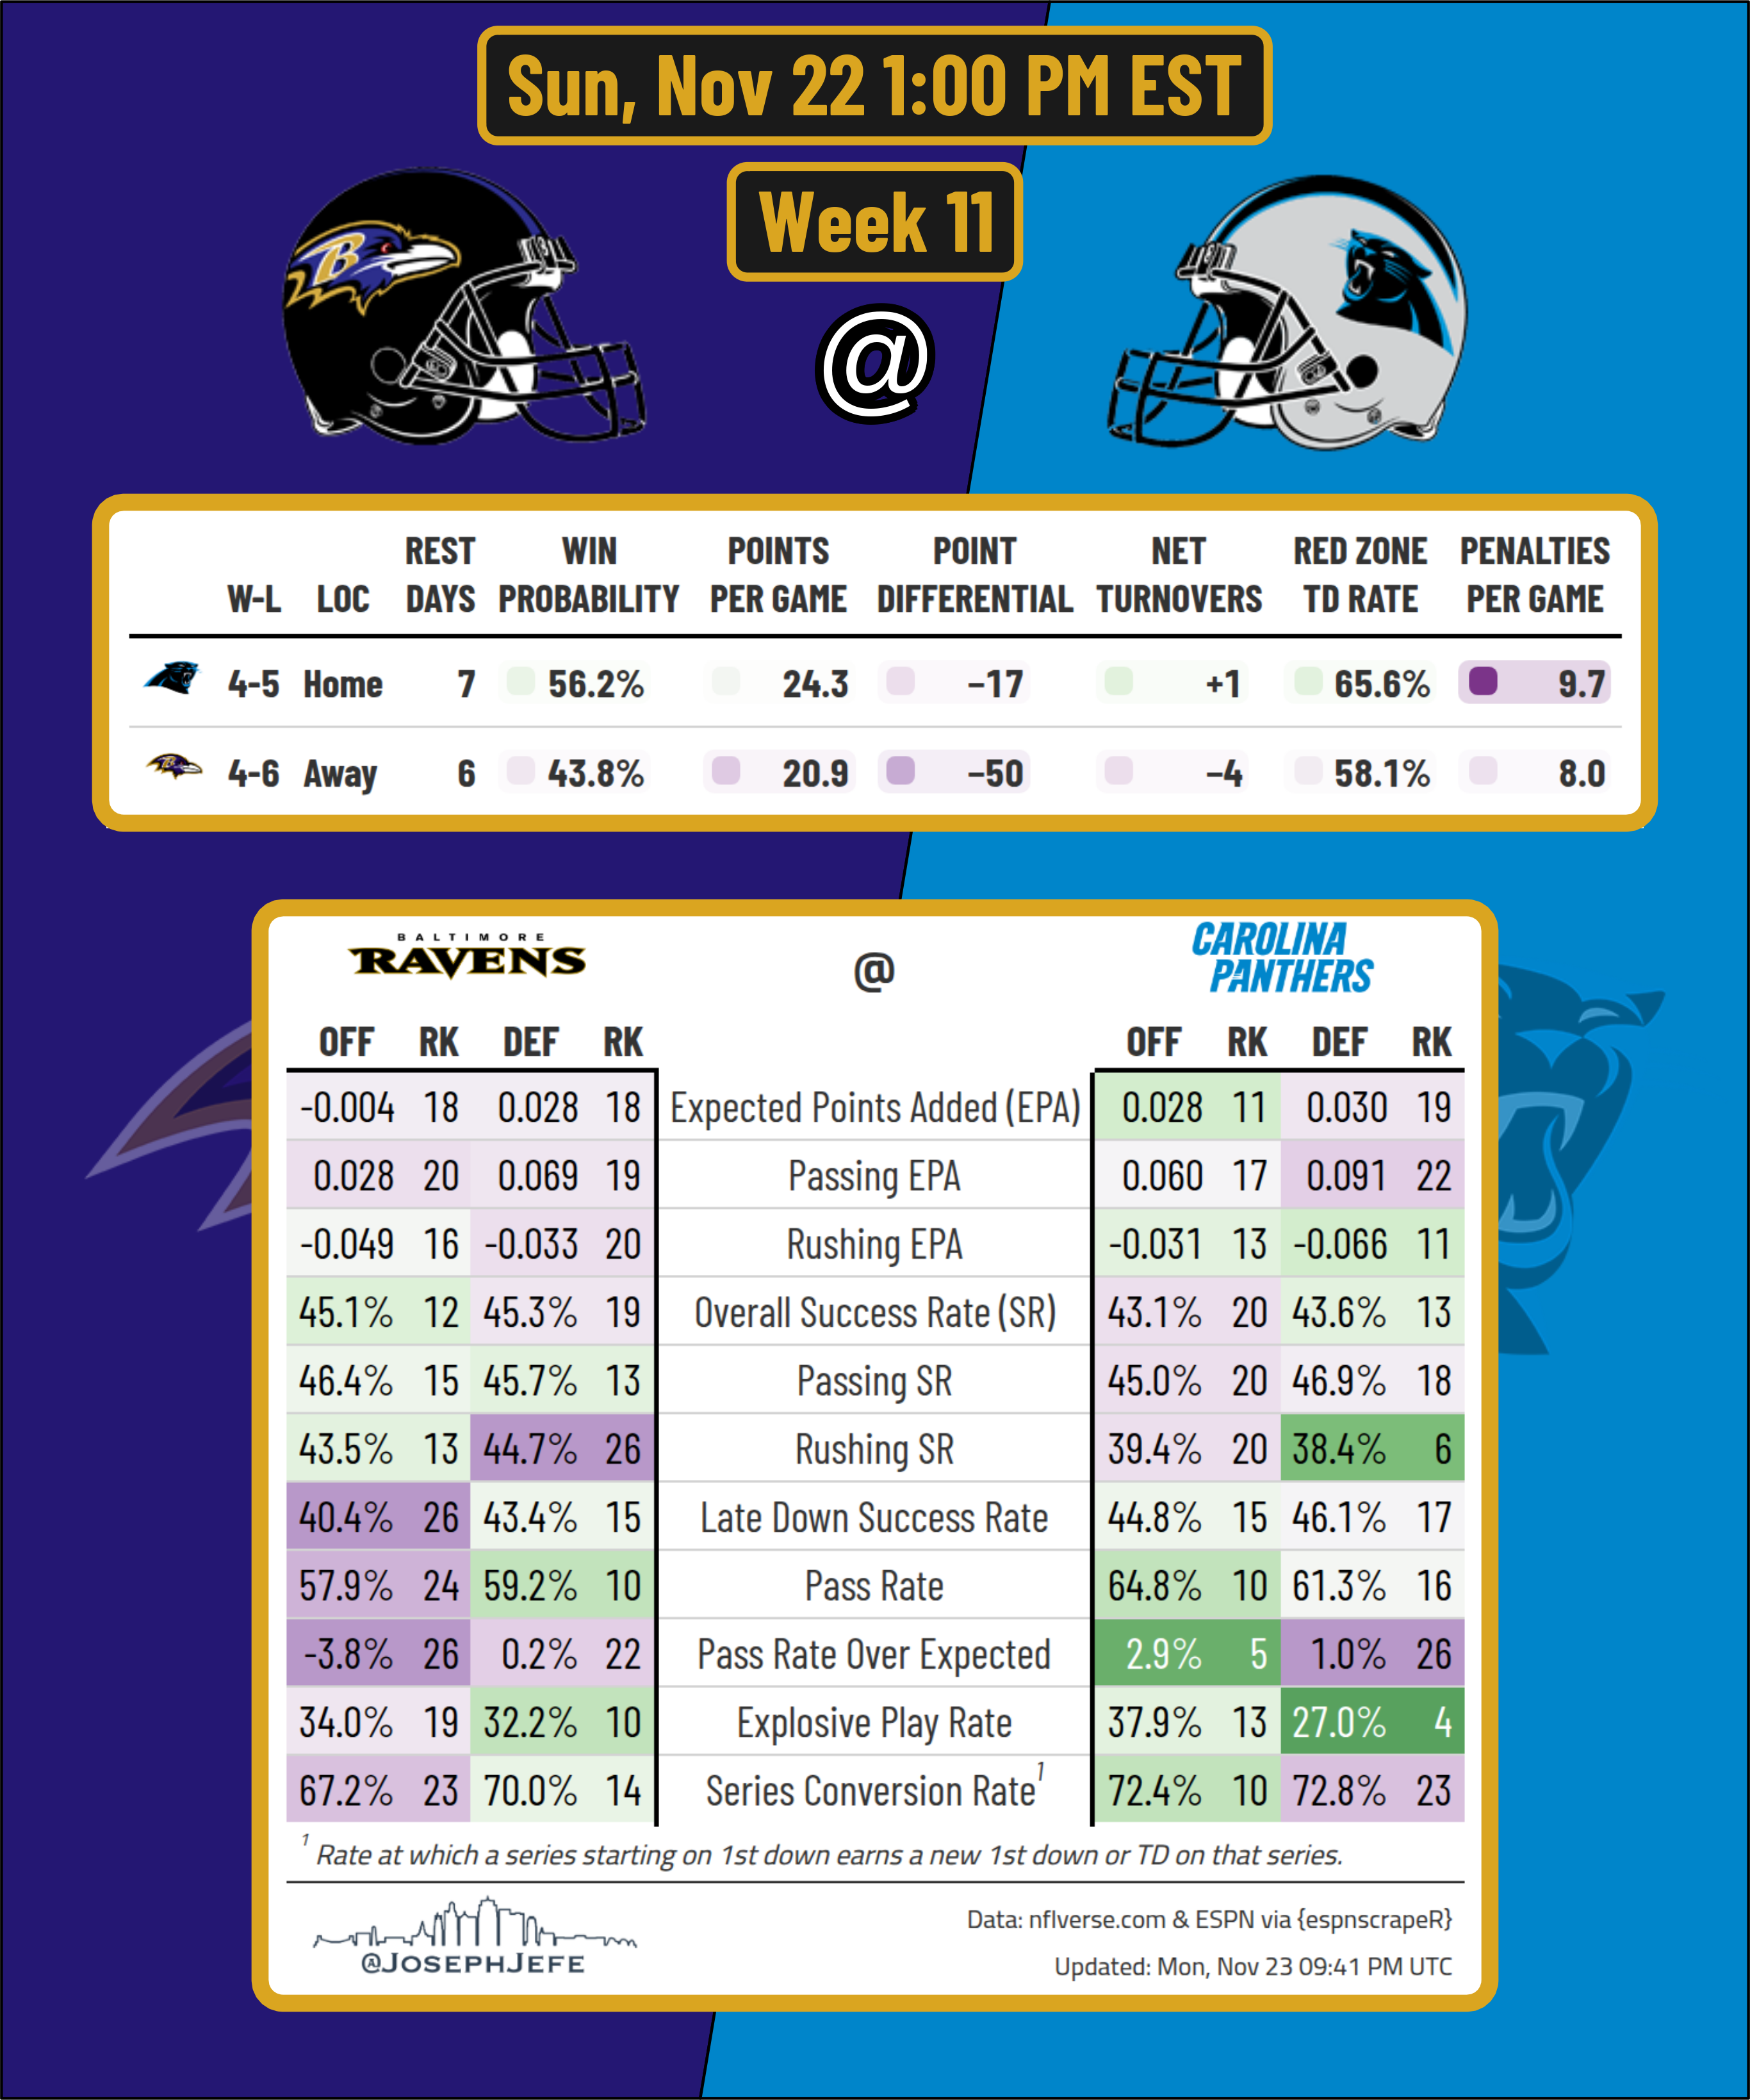 Sun, Nov 22 1:00 PM EST
Week 11
B
@
REST WIN POINTS POINT NET RED ZONE PENALTIES
W-L LOC DAYS PROBABILITY PER GAME DIFFERENTIAL TURNOVERS TD RATE PER GAME
4-5 Home 7 56.2% 24.3 −17 +1 65.6% 9.7
B 4-6 Away 6 43.8% 20.9 −50 −4 58.1% 8.0
BALTIMORE
RAVENS
@
CAROLINA
PANTHERS
OFF RK DEF RK OFF RK DEF RK
-0.004 18 0.028 18 Expected Points Added (EPA) 0.028 11 0.030 19
0.028 20 0.069 19 Passing EPA 0.060 17 0.091 22
-0.049 16 -0.033 20 Rushing EPA -0.031 13 -0.066 11
45.1% 12 45.3% 19 Overall Success Rate (SR) 43.1% 20 43.6% 13
46.4% 15 45.7% 13 Passing SR 45.0% 20 46.9% 18
43.5% 13 44.7% 26 Rushing SR 39.4% 20 38.4% 6
40.4% 26 43.4% 15 Late Down Success Rate 44.8% 15 46.1% 17
57.9% 24 59.2% 10 Pass Rate 64.8% 10 61.3% 16
-3.8% 26 0.2% 22 Pass Rate Over Expected 2.9% 5 1.0% 26
34.0% 19 32.2% 10 Explosive Play Rate 37.9% 13 27.0% 4
67.2% 23 70.0% 14 Series Conversion Rate¹ 72.4% 10 72.8% 23
¹ Rate at which a series starting on 1st down earns a new 1st down or TD on that series.
@JOSEPHJEFE
Data: nflverse.com & ESPN via {espnscrapeR}
Updated: Mon, Nov 23 09:41 PM UTC